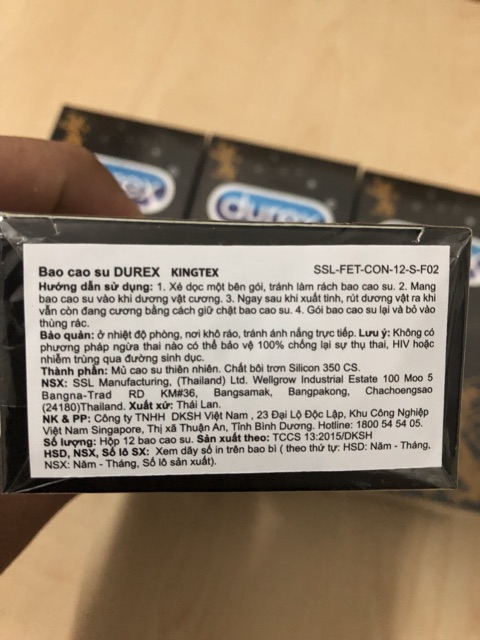 durex
durex
Bao cao su DUREX KINGTEX SSL-FET-CON-12-S-F02
Hướng dẫn sử dụng: 1. Xé dọc một bên gói, tránh làm rách bao cao su. 2. Mang
bao cao su vào khi dương vật cương. 3. Ngay sau khi xuất tinh, rút dương vật ra khi
vẫn còn đang cương bằng cách giữ chặt bao cao su. 4. Gói bao cao su lại và bỏ vào
thùng rác.
Bảo quản: ở nhiệt độ phòng, nơi khô ráo, tránh ánh nắng trực tiếp. Lưu ý: Không có
phương pháp ngừa thai nào có thể bảo vệ 100% chống lại sự thụ thai, HIV hoặc
nhiễm trùng qua đường sinh dục.
Thành phần: Mủ cao su thiên nhiên. Chất bôi trơn Silicon 350 CS.
NSX: SSL Manufacturing, (Thailand) Ltd. Wellgrow Industrial Estate 100 Moo 5
Bangna-Trad RD KM#36, Bangsamak, Bangpakong, Chachoengsao
(24180)Thailand. Xuất xứ: Thái Lan.
NK & PP: Công ty TNHH DKSH Việt Nam , 23 Đại Lộ Độc Lập, Khu Công Nghiệp
Việt Nam Singapore, Thị xã Thuận An, Tỉnh Bình Dương. Hotline: 1800 54 54 05.
Số lượng: Hộp 12 bao cao su. Sản xuất theo: TCCS 13:2015/DKSH
HSD, NSX, Số lô SX: Xem dãy số in trên bao bì ( theo thứ tự: HSD: Năm - Tháng,
NSX: Năm - Tháng, Số lô sản xuất).